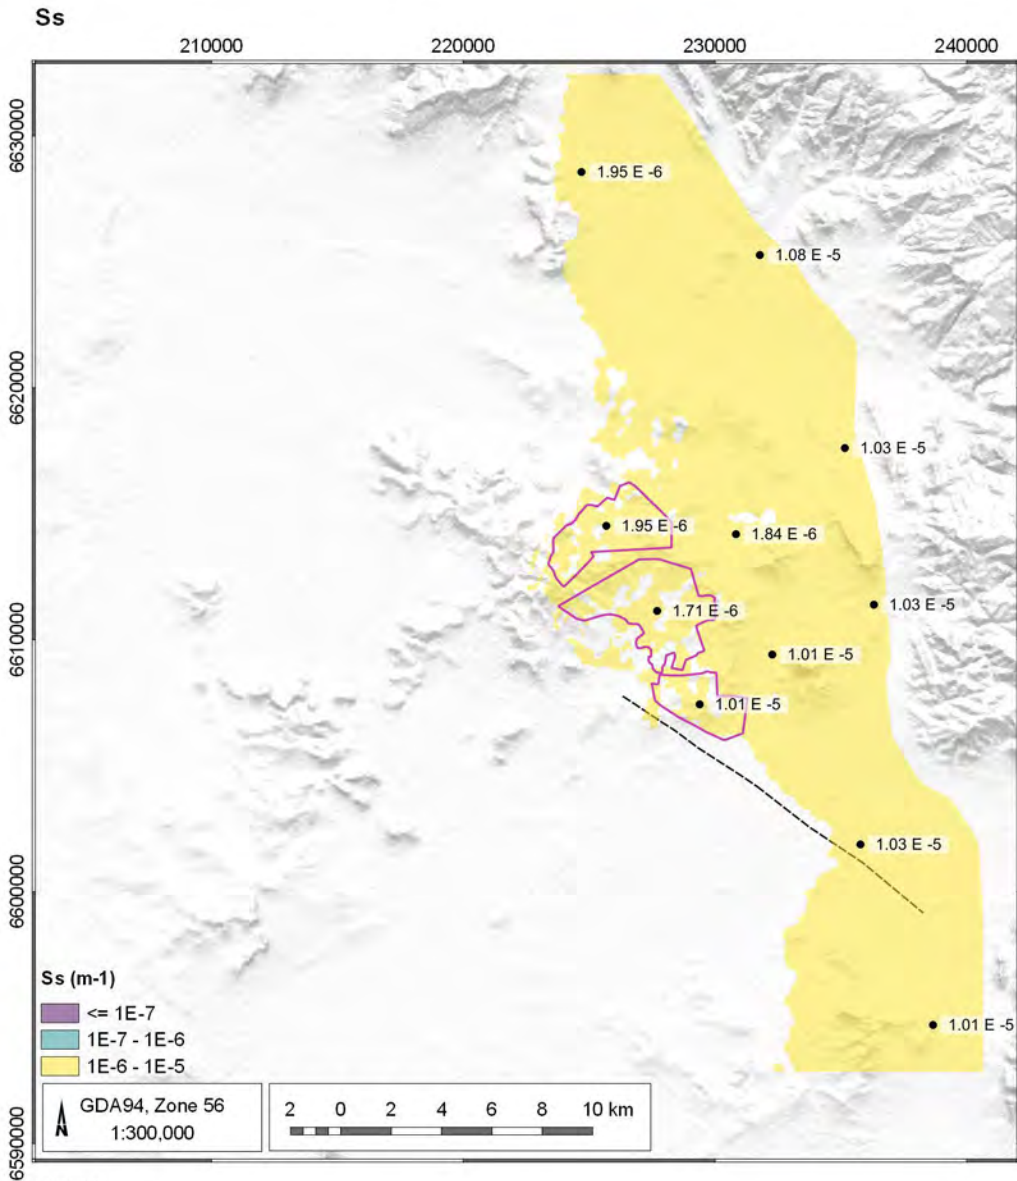 Ss
210000 220000 230000 240000
6630000
6620000
6610000
6600000
6590000
1.95 E -6
1.08 E -5
1.03 E -5
1.95 E -6
1.84 E -6
1.71 E -6
1.03 E -5
1.01 E -5
1.01 E -5
1.03 E -5
1.01 E -5
Ss (m-1)
<= 1E-7
1E-7 - 1E-6
1E-6 - 1E-5
GDA94, Zone 56
1:300,000
2 0 2 4 6 8 10 km